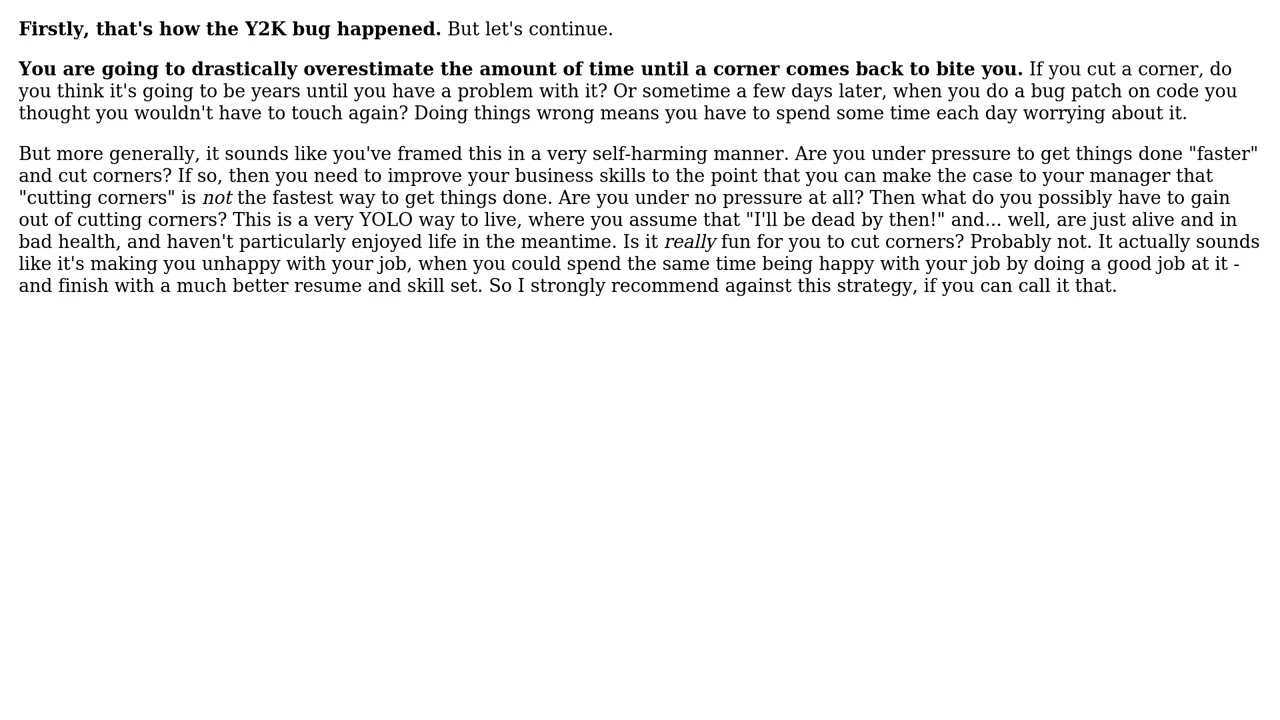 Firstly, that's how the Y2K bug happened. But let's continue.
You are going to drastically overestimate the amount of time until a corner comes back to bite you. If you cut a corner, do
you think it's going to be years until you have a problem with it? Or sometime a few days later, when you do a bug patch on code you
thought you wouldn't have to touch again? Doing things wrong means you have to spend some time each day worrying about it.
But more generally, it sounds like you've framed this in a very self-harming manner. Are you under pressure to get things done "faster"
and cut corners? If so, then you need to improve your business skills to the point that you can make the case to your manager that
"cutting corners" is not the fastest way to get things done. Are you under no pressure at all? Then what do you possibly have to gain
out of cutting corners? This is a very YOLO way to live, where you assume that "I'll be dead by then!" and... well, are just alive and in
bad health, and haven't particularly enjoyed life in the meantime. Is it really fun for you to cut corners? Probably not. It actually sounds
like it's making you unhappy with your job, when you could spend the same time being happy with your job by doing a good job at it -
and finish with a much better resume and skill set. So I strongly recommend against this strategy, if you can call it that.